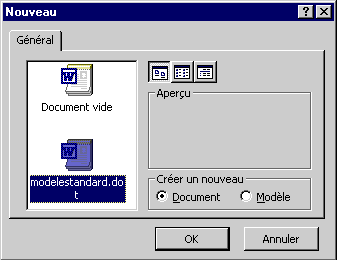 Nouveau
Général
Document vide
modelestandard.do
t
Aperçu
Créer un nouveau
Document
Modèle
OK
Annuler